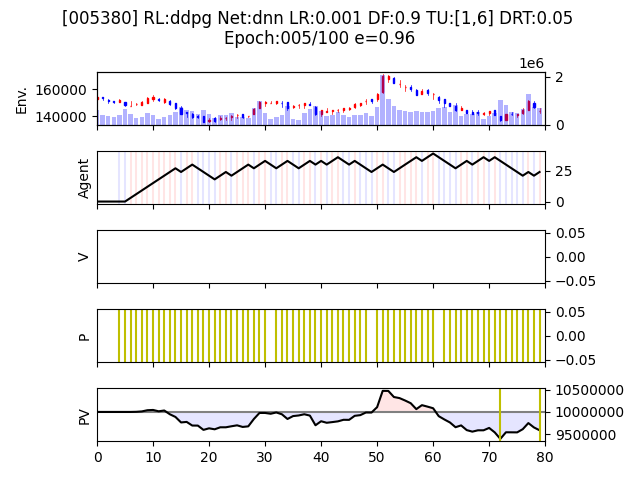 [005380] RL:ddpg Net:dnn LR:0.001 DF:0.9 TU:[1,6] DRT:0.05
Epoch:005/100 e=0.96
1e6
Env.
160000
140000
2
0
Agent
25
0
V
0.05
0.00
−0.05
P
0.05
0.00
−0.05
PV
10500000
10000000
9500000
0 10 20 30 40 50 60 70 80